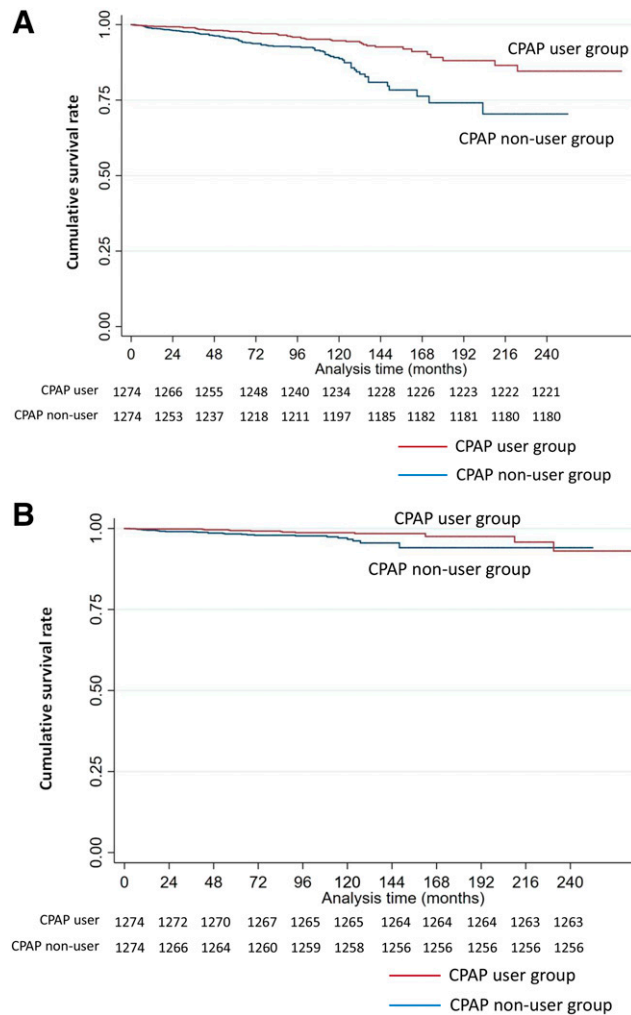 A
1.00
0.75
0.50
0.25
0.00
Cumulative survival rate
CPAP user group
CPAP non-user group
0 24 48 72 96 120 144 168 192 216 240
Analysis time (months)
CPAP user 1274 1266 1255 1248 1240 1234 1228 1226 1223 1222 1221
CPAP non-user 1274 1253 1237 1218 1211 1197 1185 1182 1181 1180 1180
CPAP user group
CPAP non-user group
B
1.00
0.75
0.50
0.25
0.00
Cumulative survival rate
CPAP user group
CPAP non-user group
0 24 48 72 96 120 144 168 192 216 240
Analysis time (months)
CPAP user 1274 1272 1270 1267 1265 1265 1264 1264 1264 1263 1263
CPAP non-user 1274 1266 1264 1260 1259 1258 1256 1256 1256 1256 1256
CPAP user group
CPAP non-user group